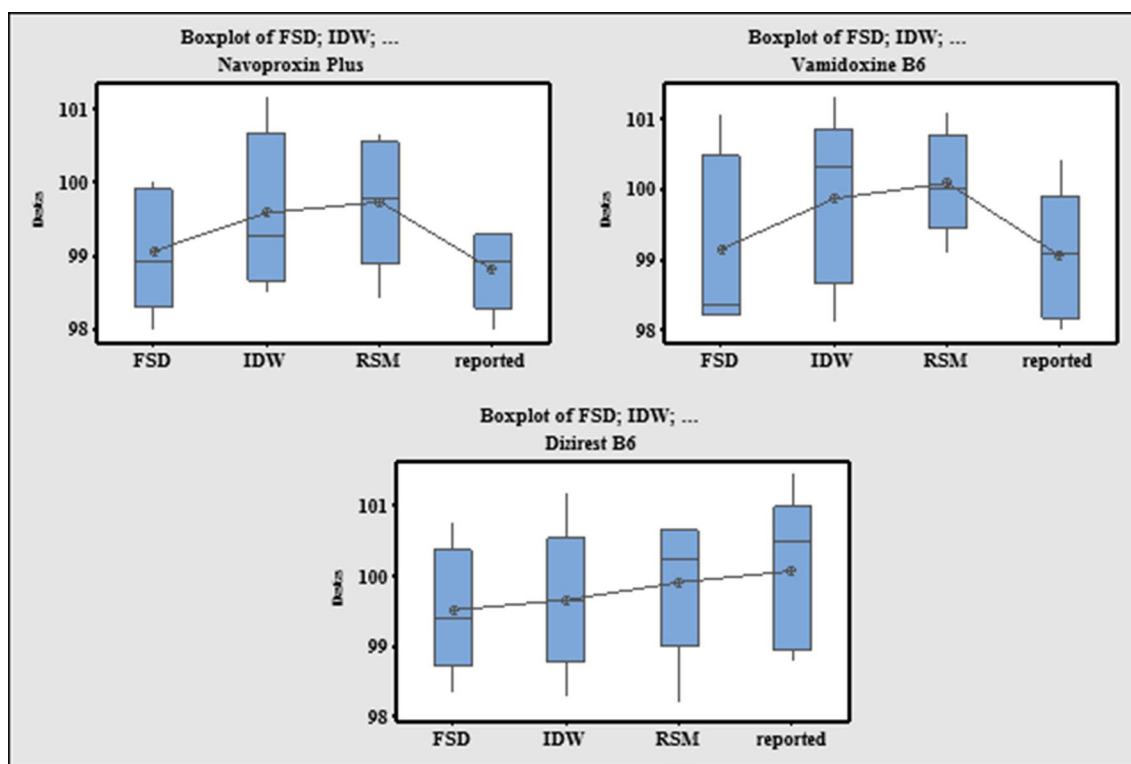 Boxplot of FSD; IDW; ...
Navoproxin Plus
101
100
99
98
FSD IDW RSM reported
Boxplot of FSD; IDW; ...
Vamidoxine B6
101
100
99
98
FSD IDW RSM reported
Boxplot of FSD; IDW; ...
Dizirest B6
101
100
99
98
FSD IDW RSM reported